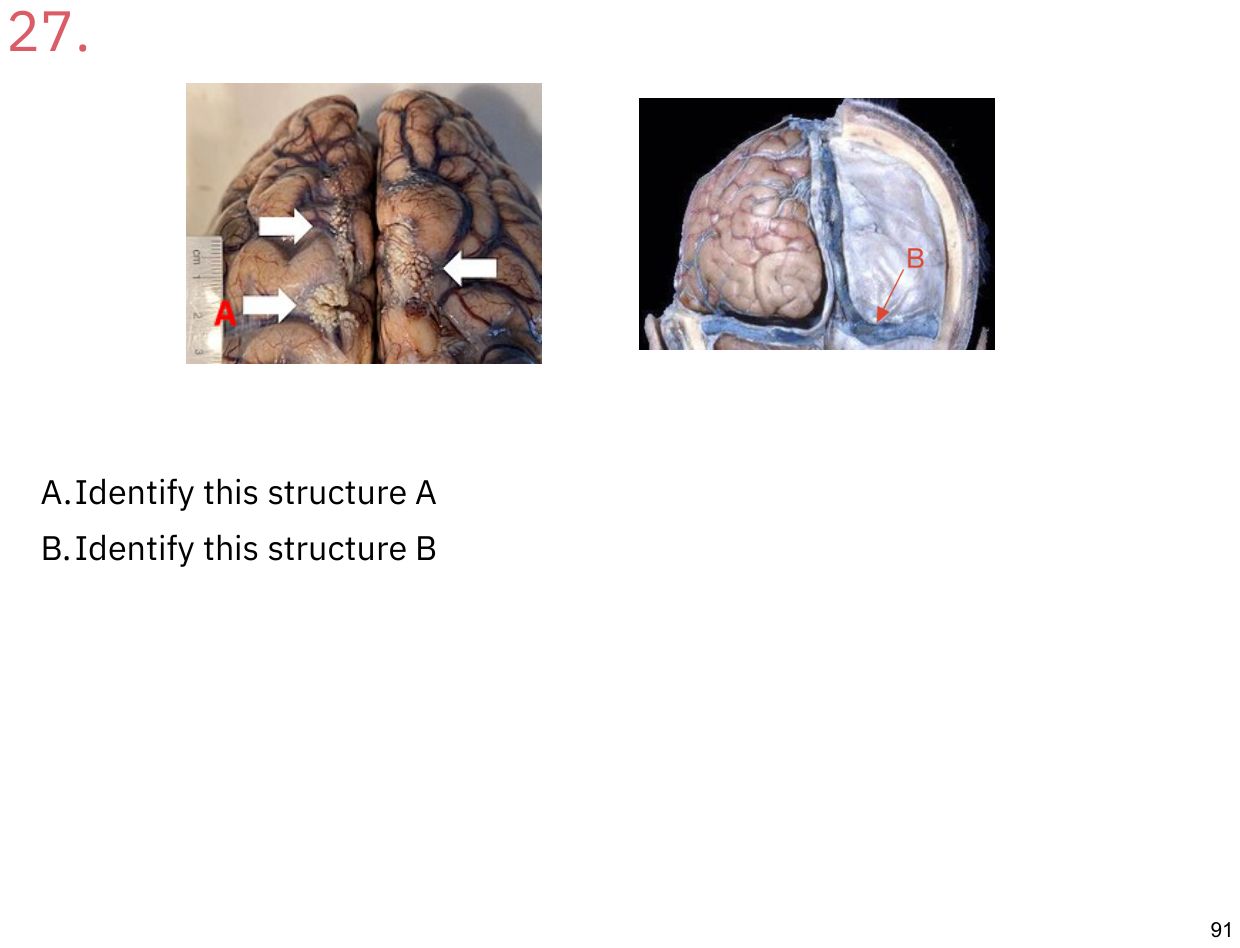 27.
cm
1
2
3
A
B
A. Identify this structure A
B. Identify this structure B
91